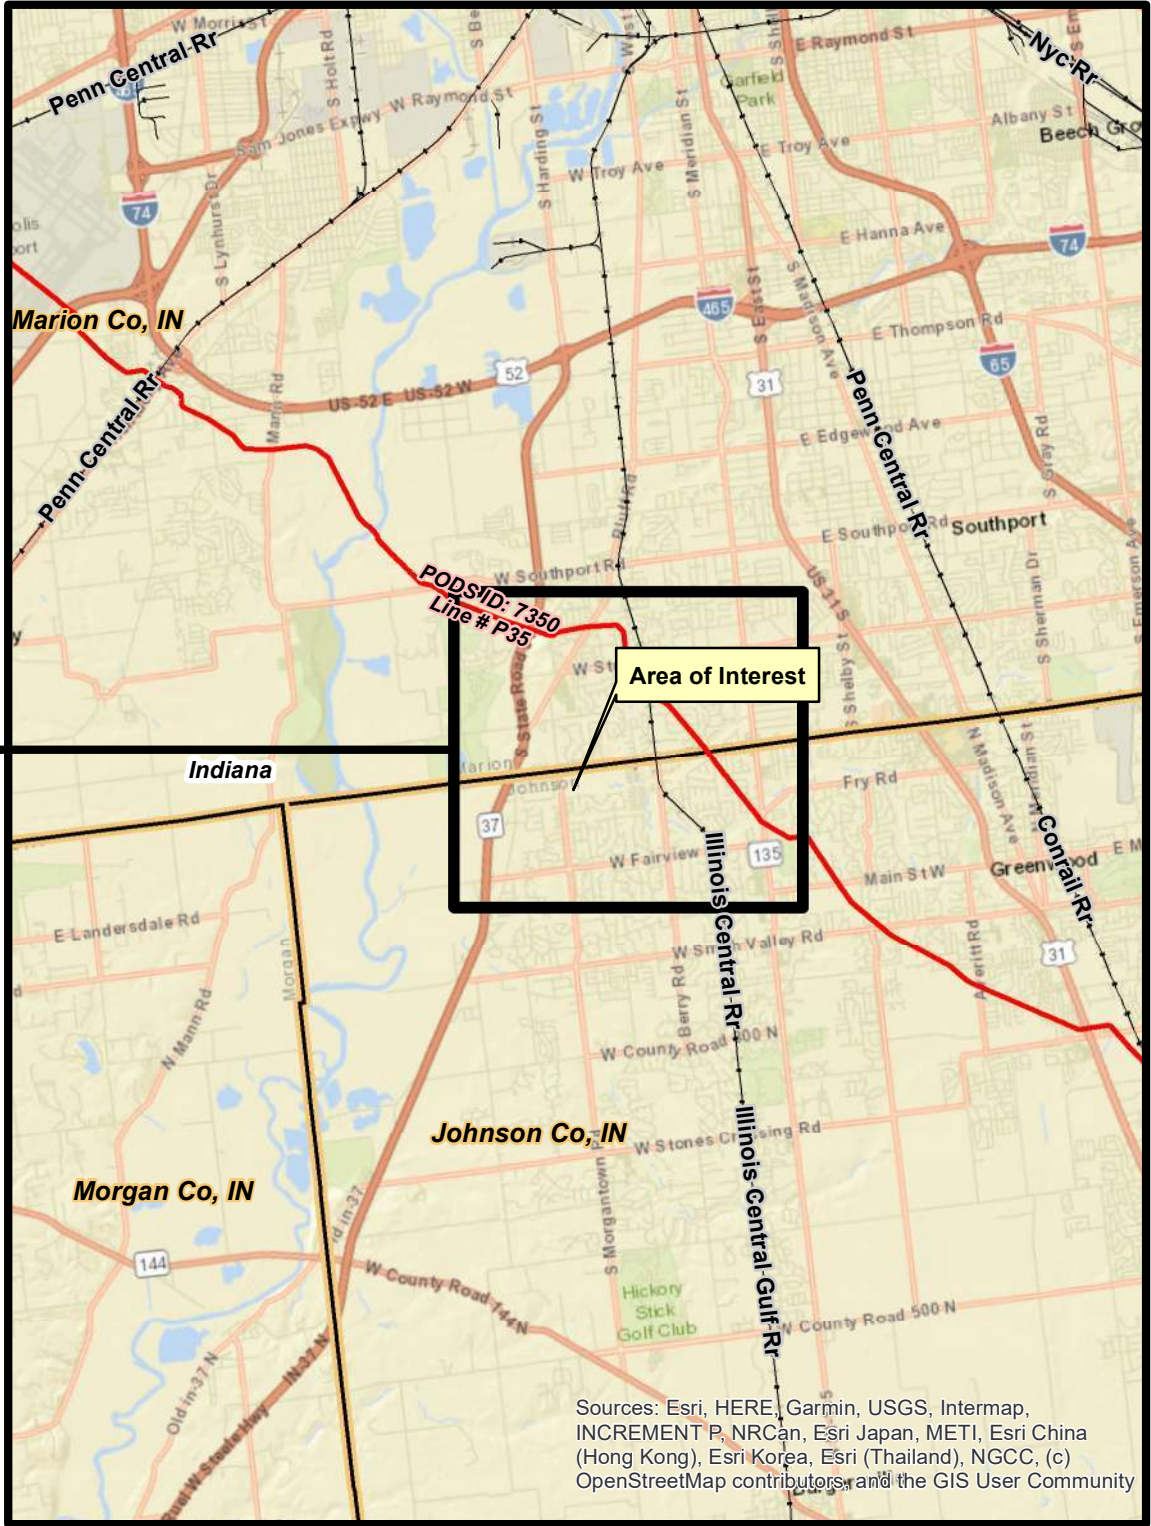 W Morris St
S Holt Rd
Penn Central Rr
W Raymond St
Sam Jones Expwy
S Lynhurst Dr
74
S Harding St
W Troy Ave
S Meridian St
S West
Garfield
Park
E Raymond St
Nyc Rr
Albany St
Beech Gro
E Troy Ave
E Hanna Ave
74
S East St
S Madison Ave
465
E Thompson Rd
65
Marion Co, IN
52
31
US-52 E US-52 W
Mann Rd
Penn Central Rr
Penn Central Rr
E Edgewood Ave
S Gray Rd
Bluff Rd
E Southport Rd
Southport
W Southport Rd
PODS ID: 7350
Line # P35
US 31 S
S Shelby St
S Sherman Dr
S Emerson Ave
S State Road
W St
Area of Interest
Indiana
Marion
Johnson
37
Fry Rd
N Madison Ave
W Fairview
135
Main St W
Greenwood
E M
Conrail Rr
Illinois Central Rr
E Landersdale Rd
Morgan
W Smith Valley Rd
31
Averitt Rd
N Mann Rd
Berry Rd
W County Road 800 N
Johnson Co, IN
W Stones Crossing Rd
Morgan Co, IN
S Morgantown Rd
Illinois Central Gulf Rr
144
W County Road 144 N
Hickory
Stick
Golf Club
W County Road 500 N
Old in-37 N
IN-37 N
Ruel W Steele Hwy
Sources: Esri, HERE, Garmin, USGS, Intermap,
INCREMENT P, NRCan, Esri Japan, METI, Esri China
(Hong Kong), Esri Korea, Esri (Thailand), NGCC, (c)
OpenStreetMap contributors, and the GIS User Community